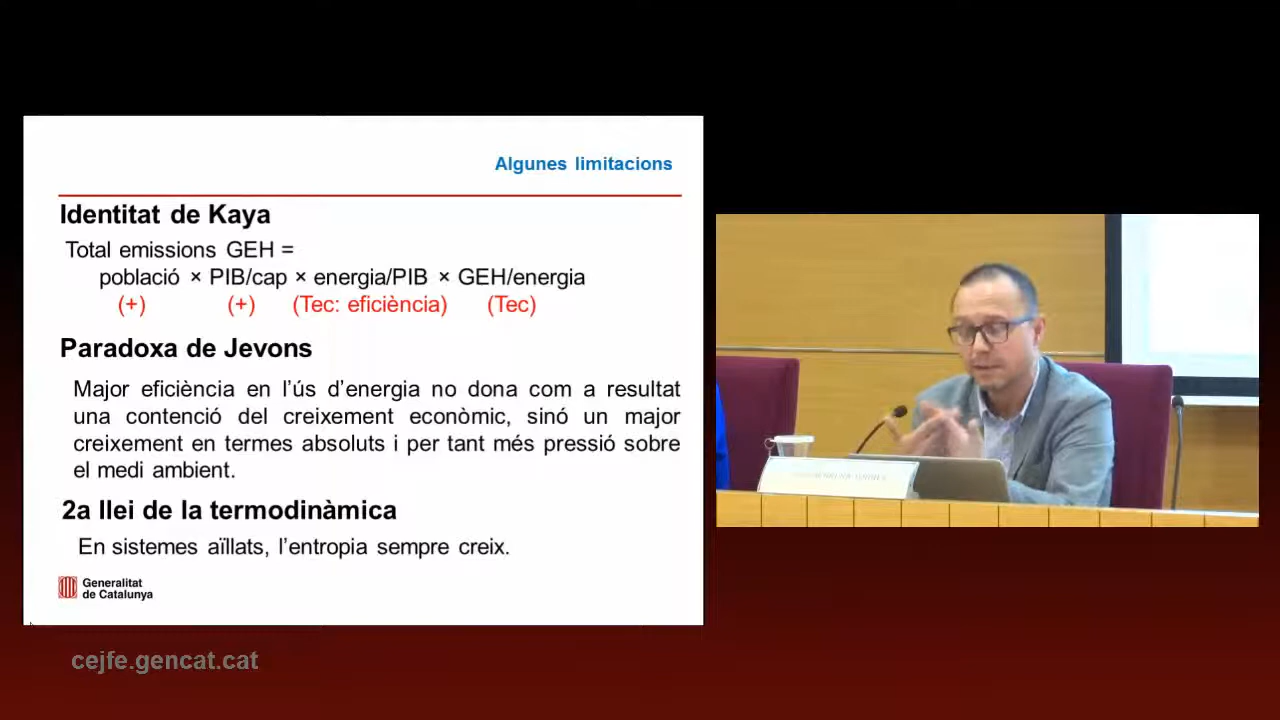 Algunes limitacions
Identitat de Kaya
Total emissions GEH =
població × PIB/cap × energia/PIB × GEH/energia
(+) (+) (Tec: eficiència) (Tec)
Paradoxa de Jevons
Major eficiència en l’ús d’energia no dona com a resultat
una contenció del creixement econòmic, sinó un major
creixement en termes absoluts i per tant més pressió sobre
el medi ambient.
2a llei de la termodinàmica
En sistemes aïllats, l’entropia sempre creix.
Generalitat
de Catalunya
cejfe.gencat.cat